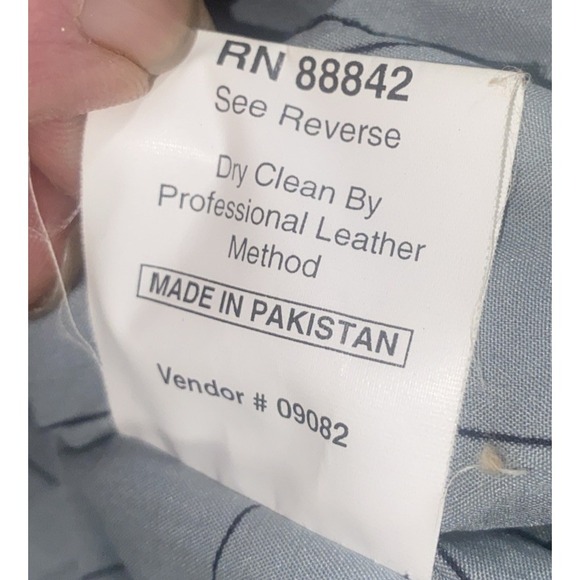 RN 88842
See Reverse
Dry Clean By
Professional Leather
Method
MADE IN PAKISTAN
Vendor # 09082